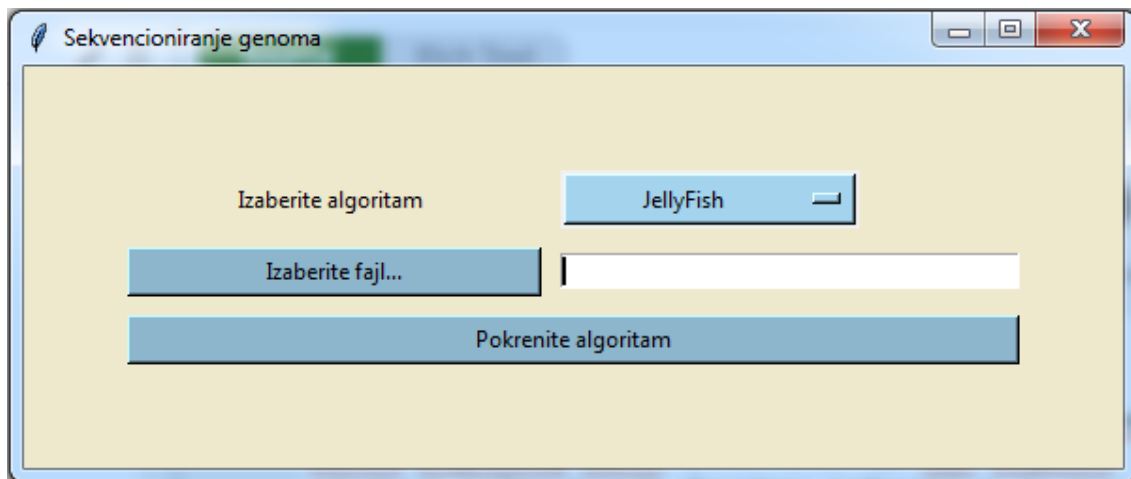 Sekvencioniranje genoma
Izaberite algoritam JellyFish
Izaberite fajl...
Pokrenite algoritam